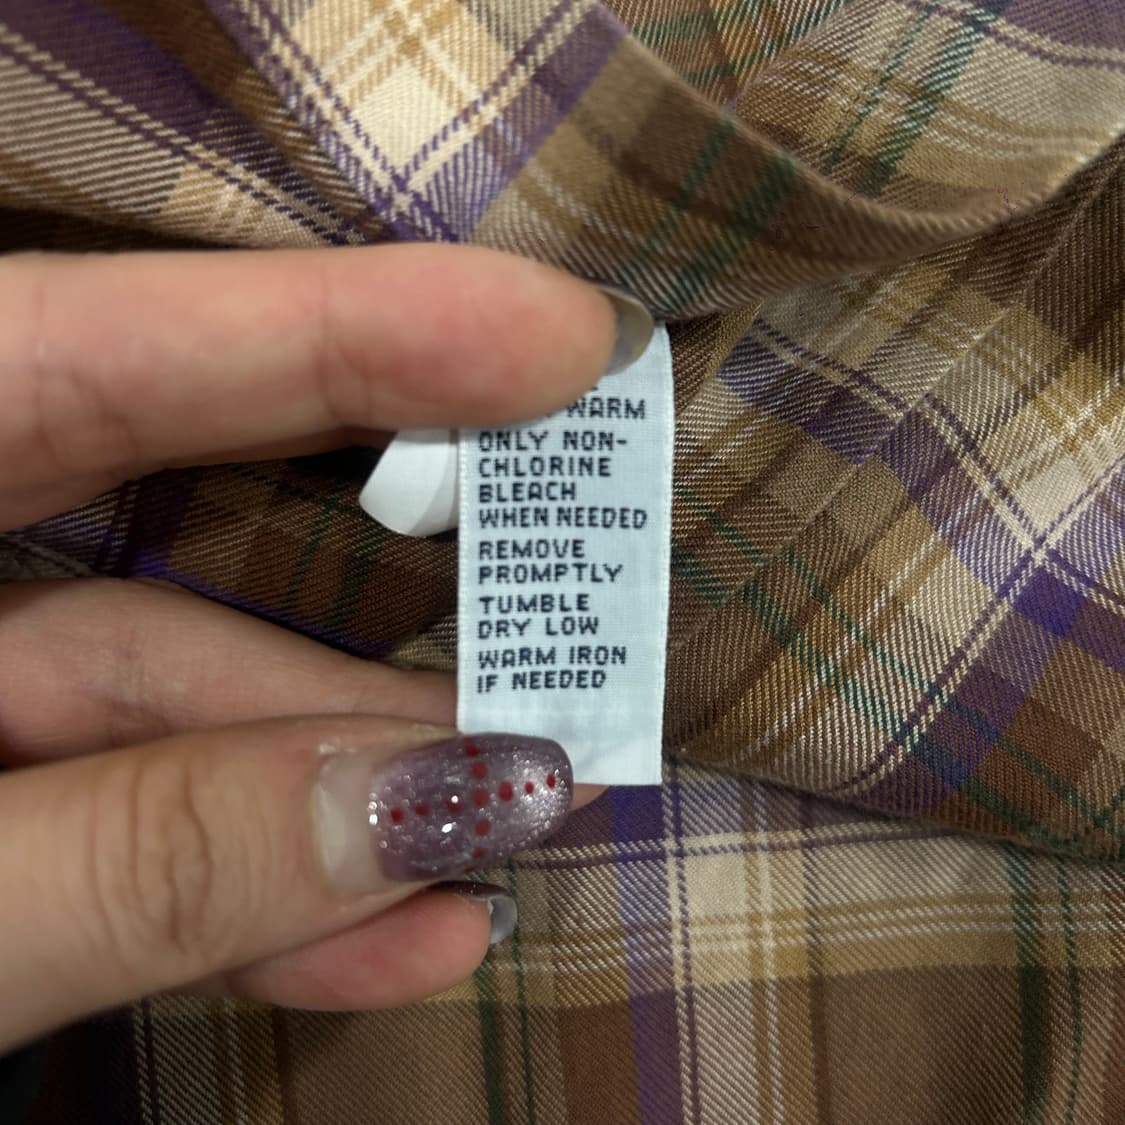 WARM
ONLY NON-
CHLORINE
BLEACH
WHEN NEEDED
REMOVE
PROMPTLY
TUMBLE
DRY LOW
WARM IRON
IF NEEDED